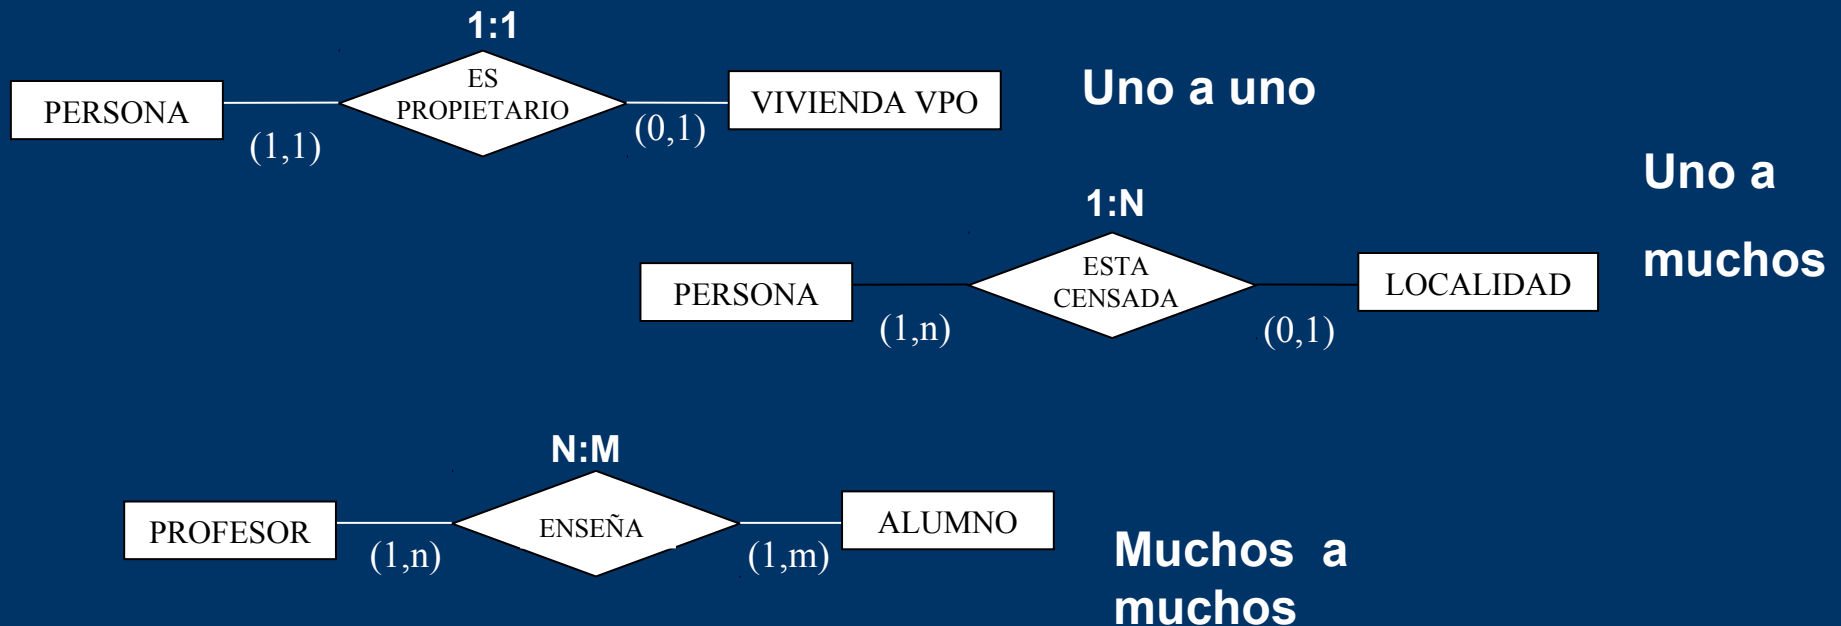 1:1
PERSONA
ES
PROPIETARIO
VIVIENDA VPO
(1,1)
(0,1)
Uno a uno
Uno a
muchos
1:N
PERSONA
ESTA
CENSADA
LOCALIDAD
(1,n)
(0,1)
N:M
PROFESOR
ENSEÑA
ALUMNO
(1,n)
(1,m)
Muchos a
muchos